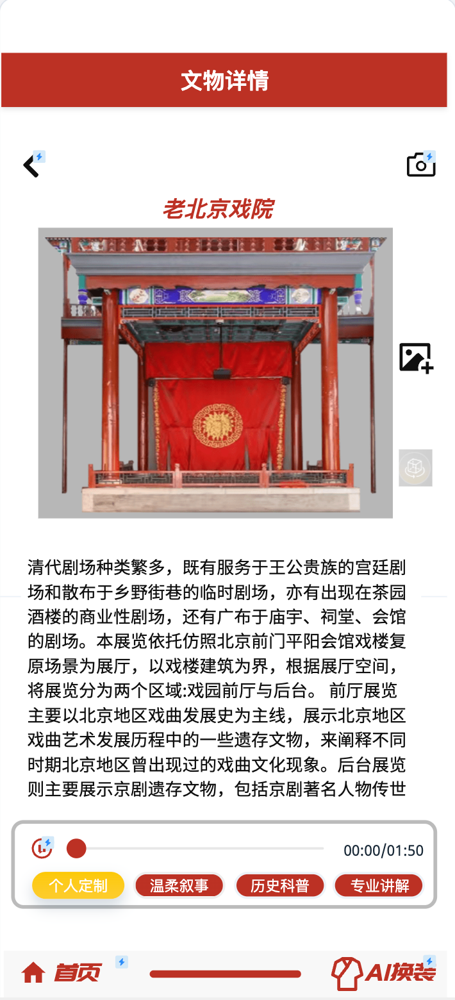 文物详情
老北京戏院
清代剧场种类繁多，既有服务于王公贵族的宫廷剧
场和散布于乡野街巷的临时剧场，亦有出现在茶园
酒楼的商业性剧场，还有广布于庙宇、祠堂、会馆
的剧场。本展览依托仿照北京前门平阳会馆戏楼复
原场景为展厅，以戏楼建筑为界，根据展厅空间，
将展览分为两个区域:戏园前厅与后台。 前厅展览
主要以北京地区戏曲发展史为主线，展示北京地区
戏曲艺术发展历程中的一些遗存文物，来阐释不同
时期北京地区曾出现过的戏曲文化现象。后台展览
则主要展示京剧遗存文物，包括京剧著名人物传世
00:00/01:50
个人定制 温柔叙事 历史科普 专业讲解
首页 AI换装